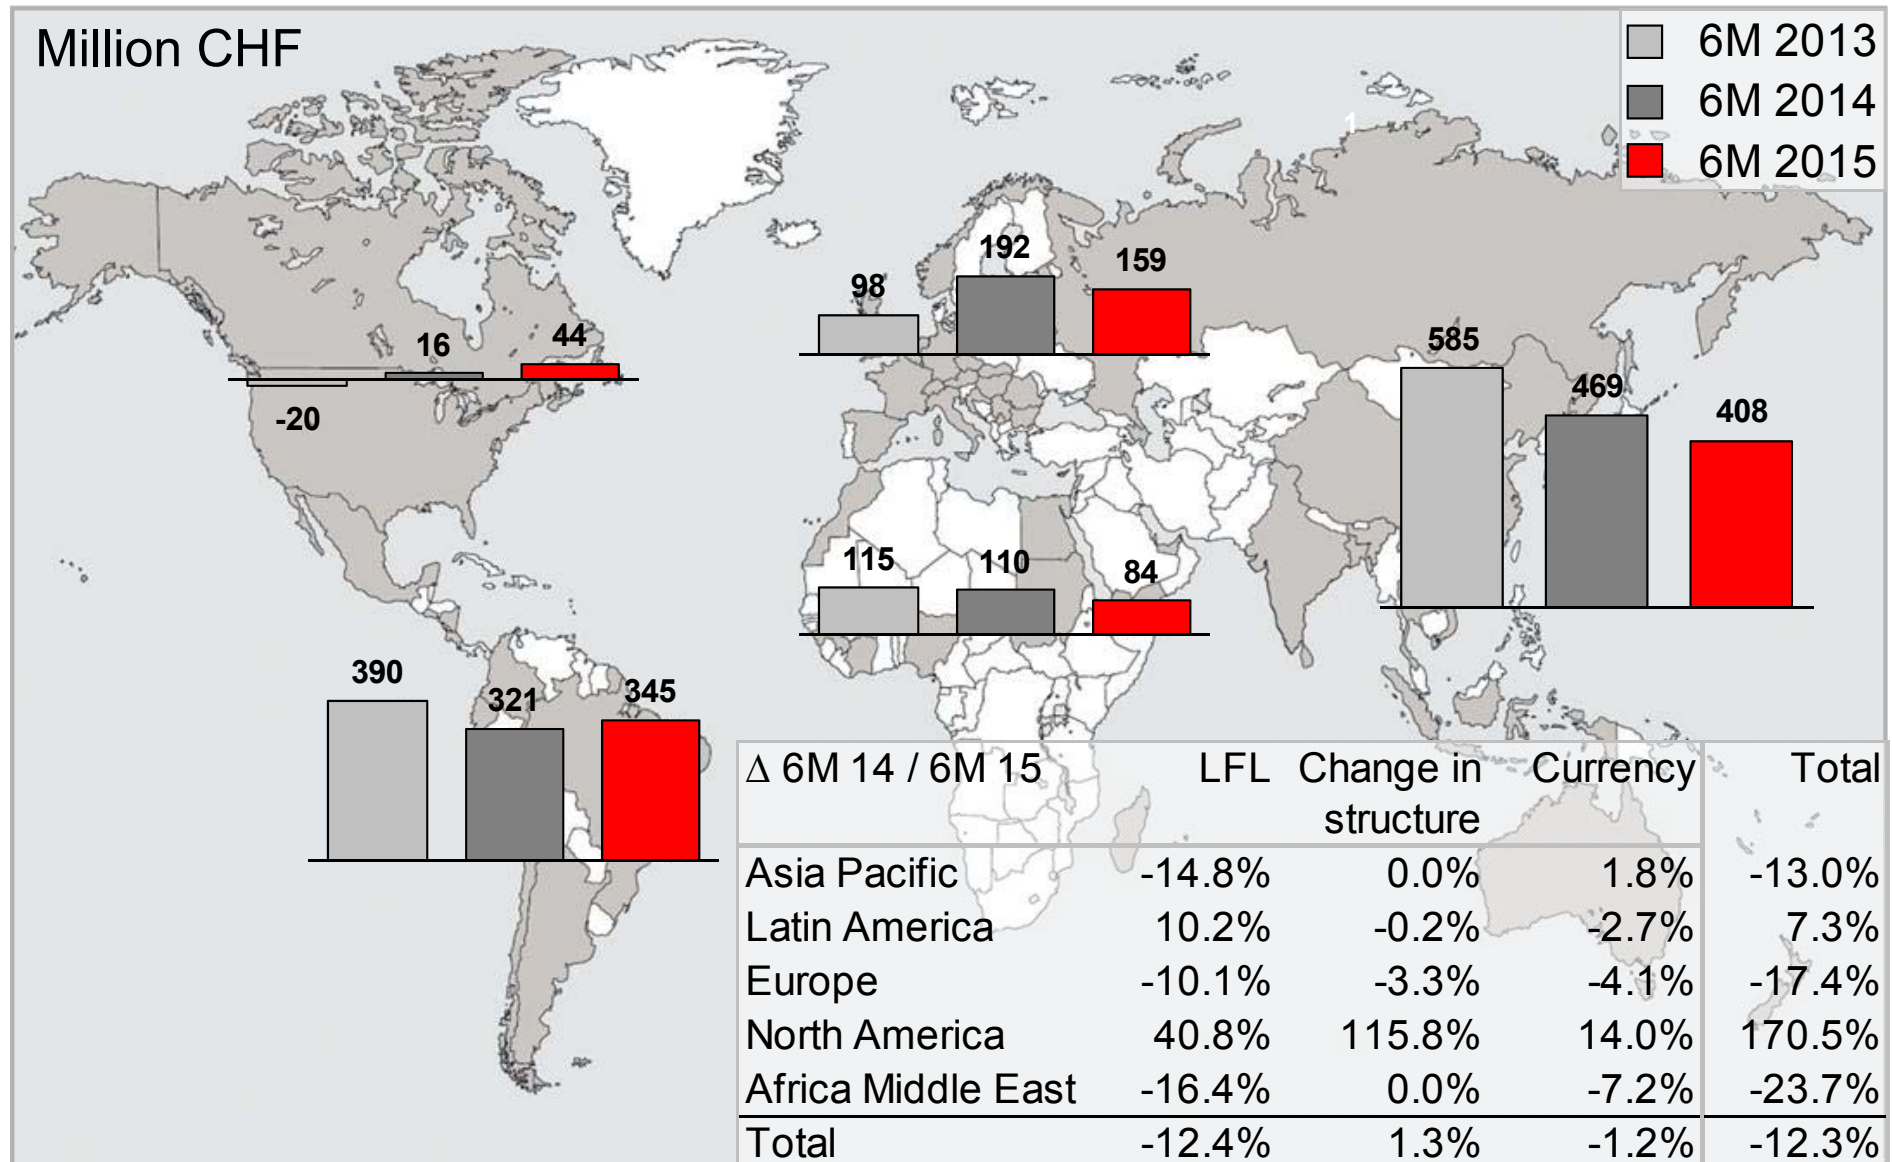 Million CHF
6M 2013
6M 2014
6M 2015
1
192
159
98
585
16
44
469
408
-20
115
110
84
390
321
345
Δ 6M 14 / 6M 15 LFL Change in structure Currency Total
Asia Pacific -14.8% 0.0% 1.8% -13.0%
Latin America 10.2% -0.2% -2.7% 7.3%
Europe -10.1% -3.3% -4.1% -17.4%
North America 40.8% 115.8% 14.0% 170.5%
Africa Middle East -16.4% 0.0% -7.2% -23.7%
Total -12.4% 1.3% -1.2% -12.3%